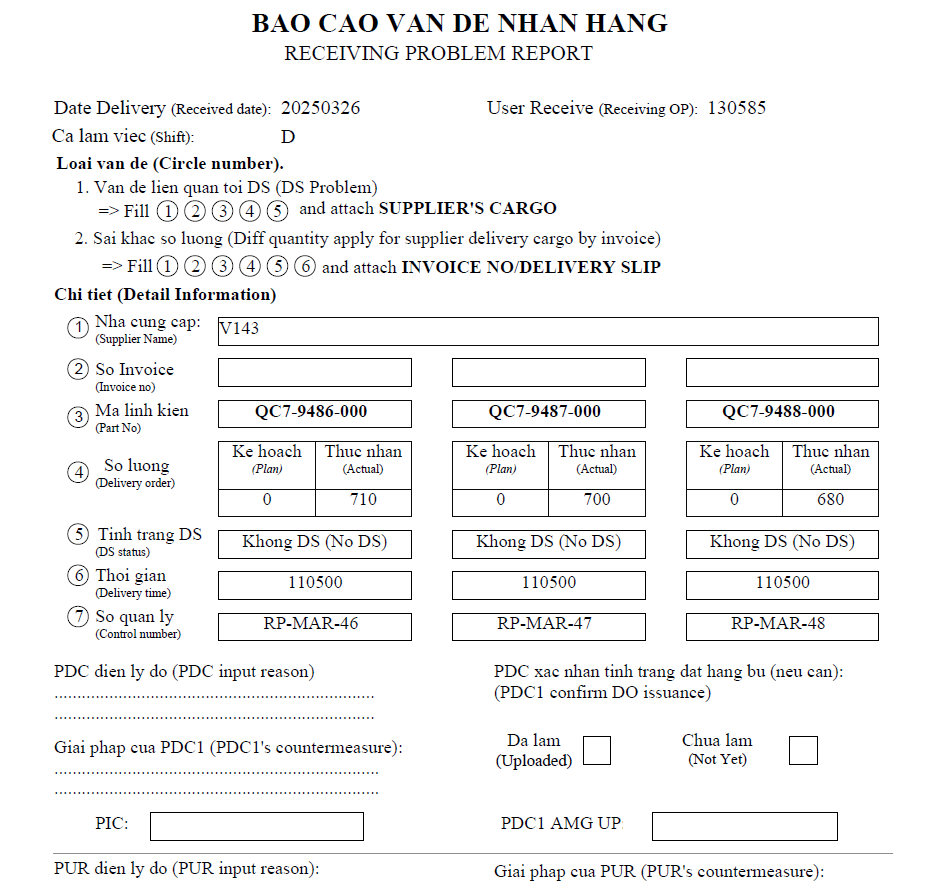 BAO CAO VAN DE NHAN HANG
RECEIVING PROBLEM REPORT
Date Delivery (Received date): 20250326 User Receive (Receiving OP): 130585
Ca lam viec (Shift): D
Loai van de (Circle number).
1. Van de lien quan toi DS (DS Problem)
=> Fill ① ② ③ ④ ⑤ and attach SUPPLIER'S CARGO
2. Sai khac so luong (Diff quantity apply for supplier delivery cargo by invoice)
=> Fill ① ② ③ ④ ⑤ ⑥ and attach INVOICE NO/DELIVERY SLIP
Chi tiet (Detail Information)
① Nha cung cap: V143
(Supplier Name)
② So Invoice
(Invoice no)
③ Ma linh kien QC7-9486-000 QC7-9487-000 QC7-9488-000
(Part No)
Ke hoach Thuc nhan Ke hoach Thuc nhan Ke hoach Thuc nhan
④ So luong (Plan) (Actual) (Plan) (Actual) (Plan) (Actual)
(Delivery order) 0 710 0 700 0 680
⑤ Tinh trang DS Khong DS (No DS) Khong DS (No DS) Khong DS (No DS)
(DS status)
⑥ Thoi gian 110500 110500 110500
(Delivery time)
⑦ So quan ly RP-MAR-46 RP-MAR-47 RP-MAR-48
(Control number)
PDC dien ly do (PDC input reason) PDC xac nhan tinh trang dat hang bu (neu can):
(PDC1 confirm DO issuance)
......................................................................
......................................................................
Giai phap cua PDC1 (PDC1's countermeasure): Da lam Chua lam
(Uploaded) (Not Yet)
.......................................................................
.......................................................................
PIC: PDC1 AMG UP:
PUR dien ly do (PUR input reason): Giai phap cua PUR (PUR's countermeasure):